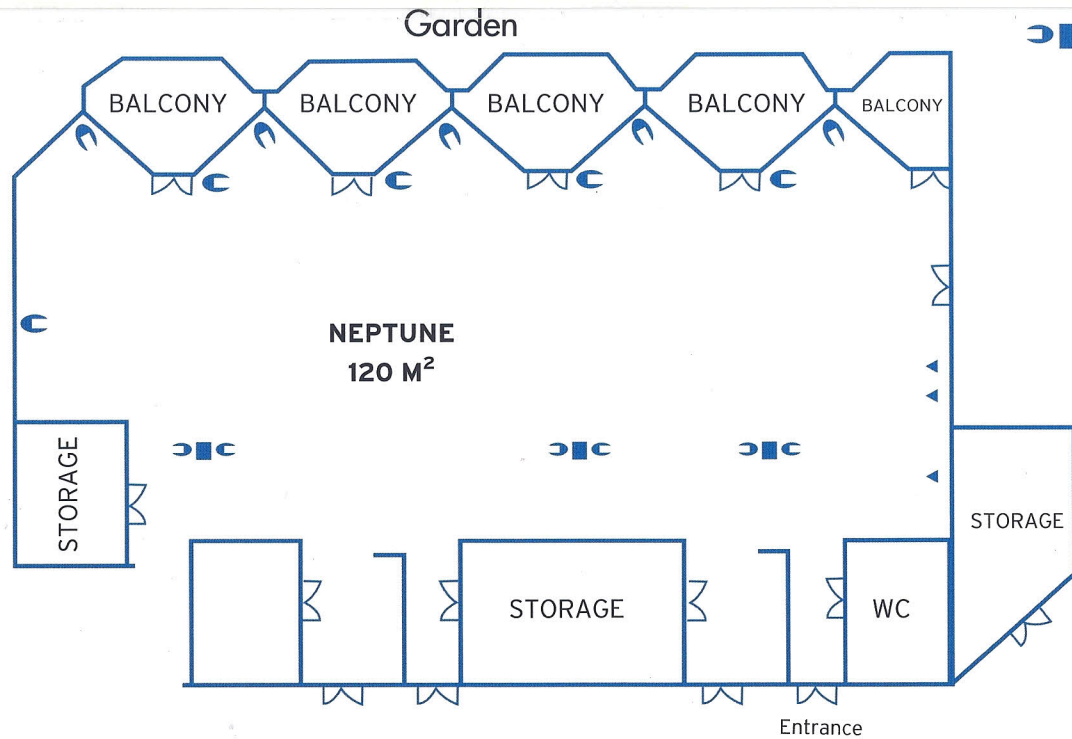 Garden
BALCONY
BALCONY
BALCONY
BALCONY
BALCONY
NEPTUNE
120 M²
STORAGE
STORAGE
STORAGE
WC
Entrance